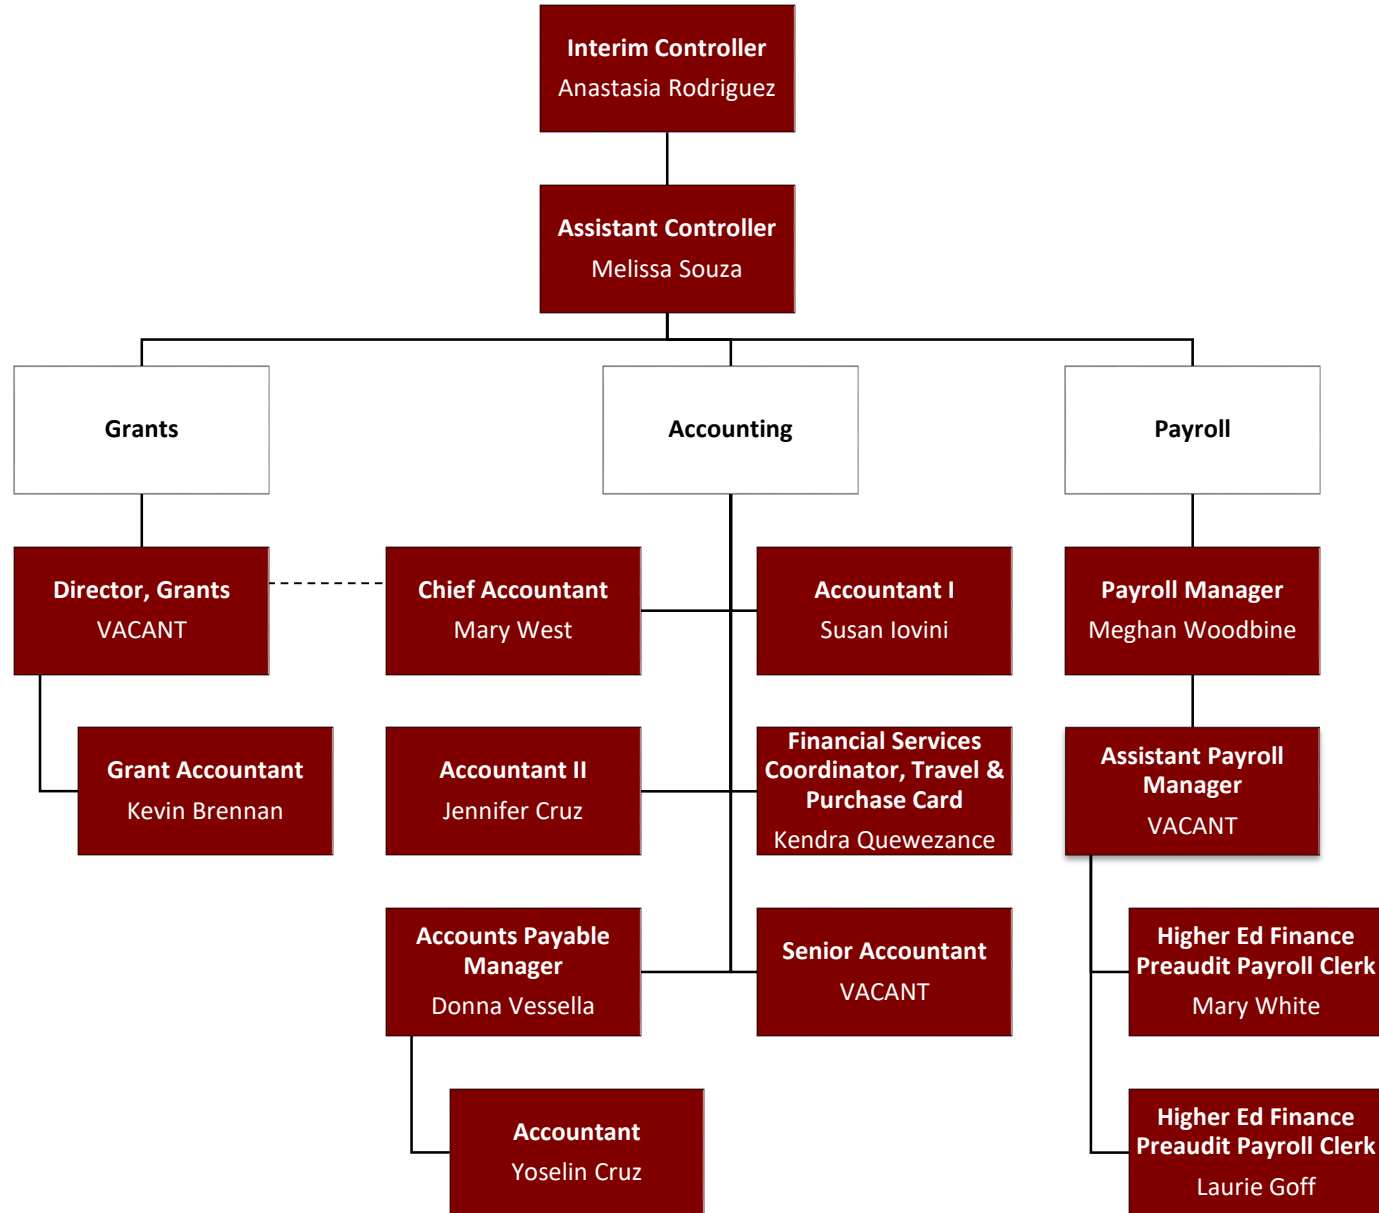 Interim Controller
Anastasia Rodriguez
Assistant Controller
Melissa Souza
Grants
Accounting
Payroll
Director, Grants
VACANT
Chief Accountant
Mary West
Accountant I
Susan Iovini
Payroll Manager
Meghan Woodbine
Grant Accountant
Kevin Brennan
Accountant II
Jennifer Cruz
Financial Services
Coordinator, Travel &
Purchase Card
Kendra Quewezance
Assistant Payroll
Manager
VACANT
Accounts Payable
Manager
Donna Vessella
Senior Accountant
VACANT
Higher Ed Finance
Preaudit Payroll Clerk
Mary White
Accountant
Yoselin Cruz
Higher Ed Finance
Preaudit Payroll Clerk
Laurie Goff